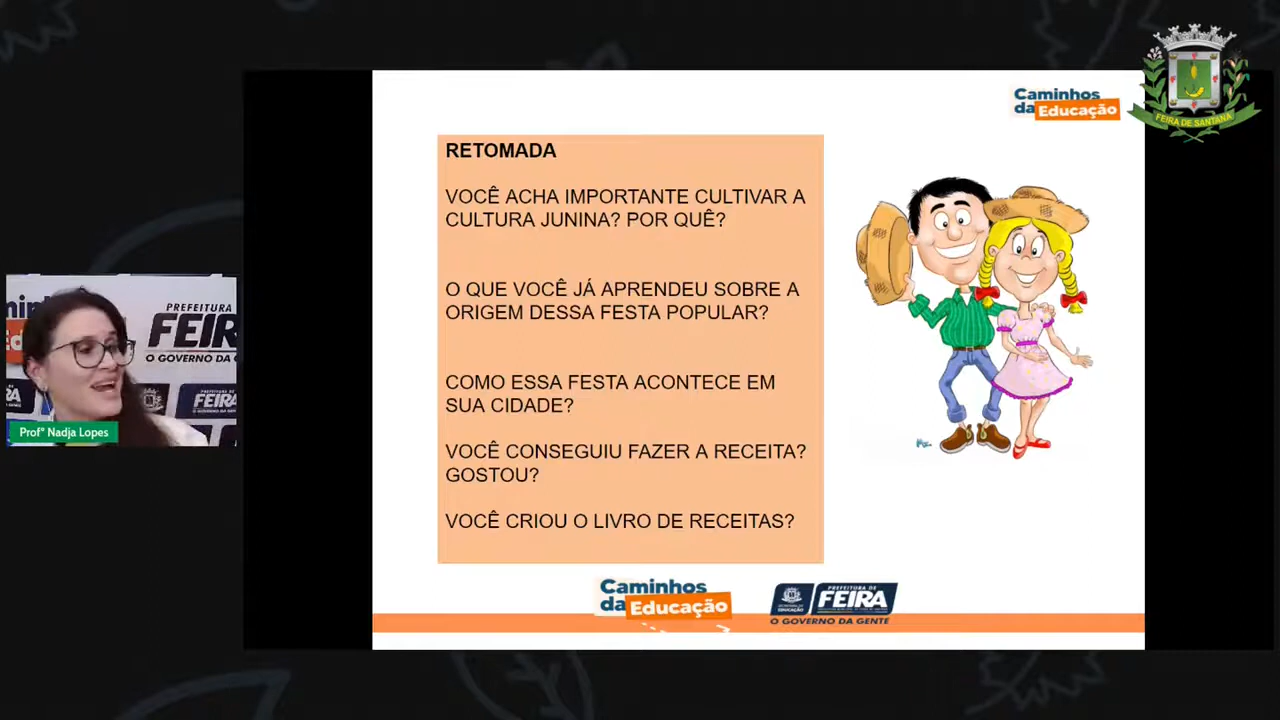 FEIRA DE SANTANA
Caminhos
da Educação
RETOMADA
VOCÊ ACHA IMPORTANTE CULTIVAR A
CULTURA JUNINA? POR QUÊ?
O QUE VOCÊ JÁ APRENDEU SOBRE A
ORIGEM DESSA FESTA POPULAR?
COMO ESSA FESTA ACONTECE EM
SUA CIDADE?
VOCÊ CONSEGUIU FAZER A RECEITA?
GOSTOU?
VOCÊ CRIOU O LIVRO DE RECEITAS?
PREFEITURA
FEIR
O GOVERNO DA
Profª Nadja Lopes
Caminhos
da Educação
PREFEITURA DE
FEIRA
O GOVERNO DA GENTE